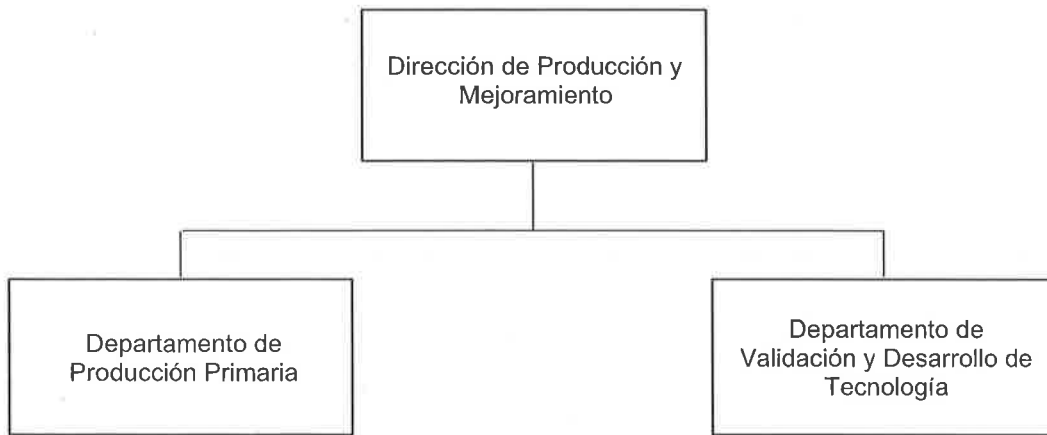 Dirección de Producción y
Mejoramiento
Departamento de
Producción Primaria
Departamento de
Validación y Desarrollo de
Tecnología